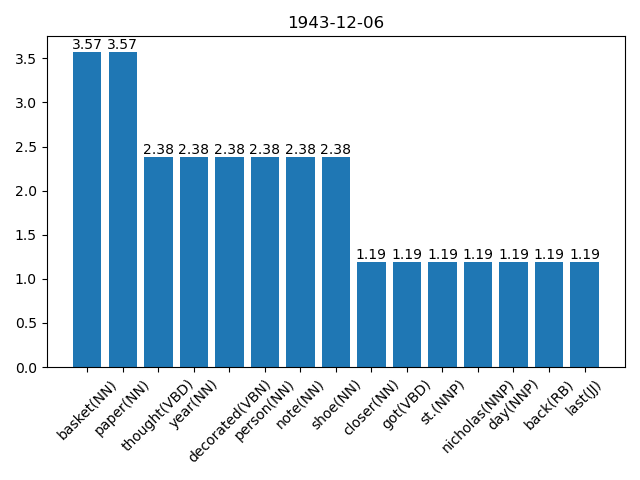 1943-12-06
3.5
3.0
2.5
2.0
1.5
1.0
0.5
0.0
3.57 3.57
2.38 2.38 2.38 2.38 2.38 2.38
1.19 1.19 1.19 1.19 1.19 1.19 1.19
basket(NN)
paper(NN)
thought(VBD)
year(NN)
decorated(VBN)
person(NN)
note(NN)
shoe(NN)
closer(NN)
got(VBD)
st.(NNP)
nicholas(NNP)
day(NNP)
back(RB)
last(JJ)